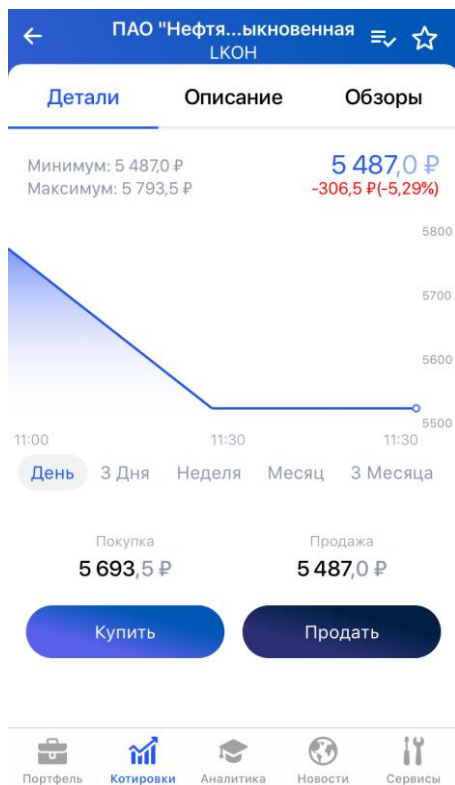 ПАО "Нефтя...ыкновенная
LKOH
Детали Описание Обзоры
Минимум: 5 487,0 ₽ 5 487,0 ₽
Максимум: 5 793,5 ₽ -306,5 ₽(-5,29%)
5800
5700
5600
5500
11:00 11:30 11:30
День 3 Дня Неделя Месяц 3 Месяца
Покупка Продажа
5 693,5 ₽ 5 487,0 ₽
Купить Продать
Портфель Котировки Аналитика Новости Сервисы